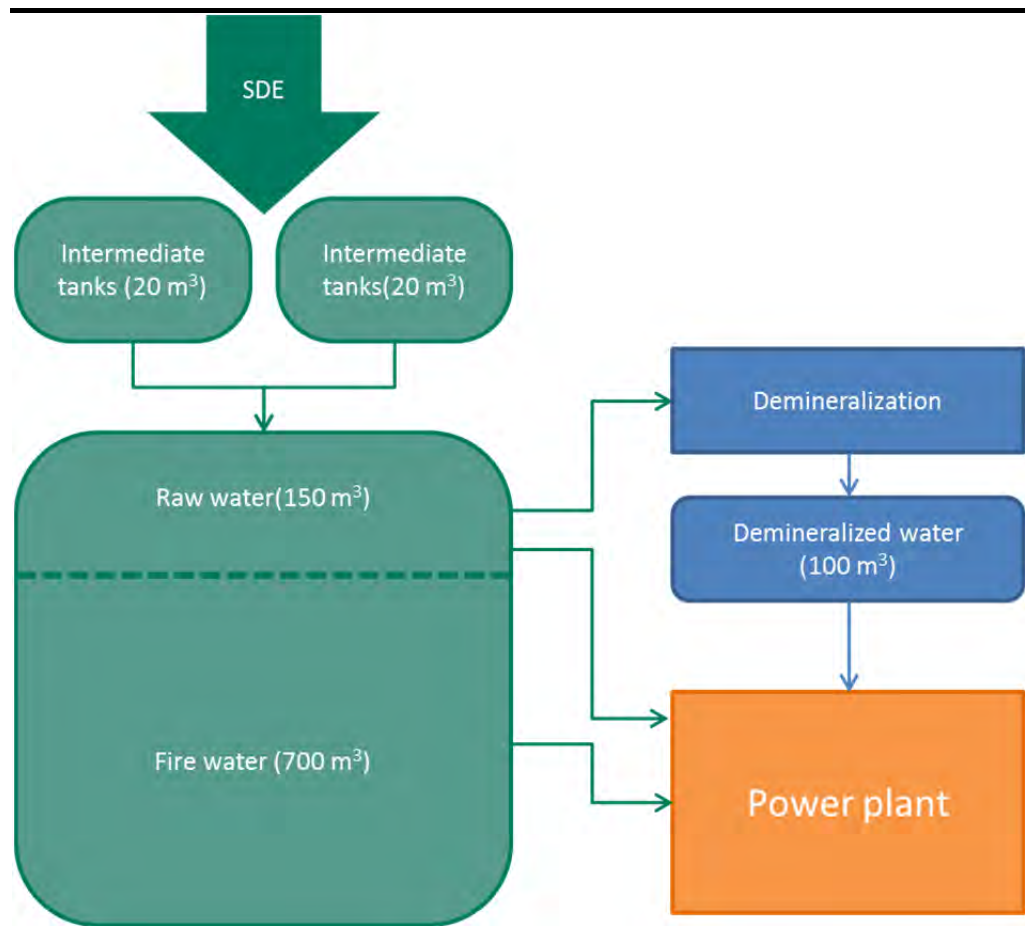 SDE
Intermediate
tanks (20 m³)
Intermediate
tanks(20 m³)
Demineralization
Raw water(150 m³)
Demineralized water
(100 m³)
Fire water (700 m³)
Power plant